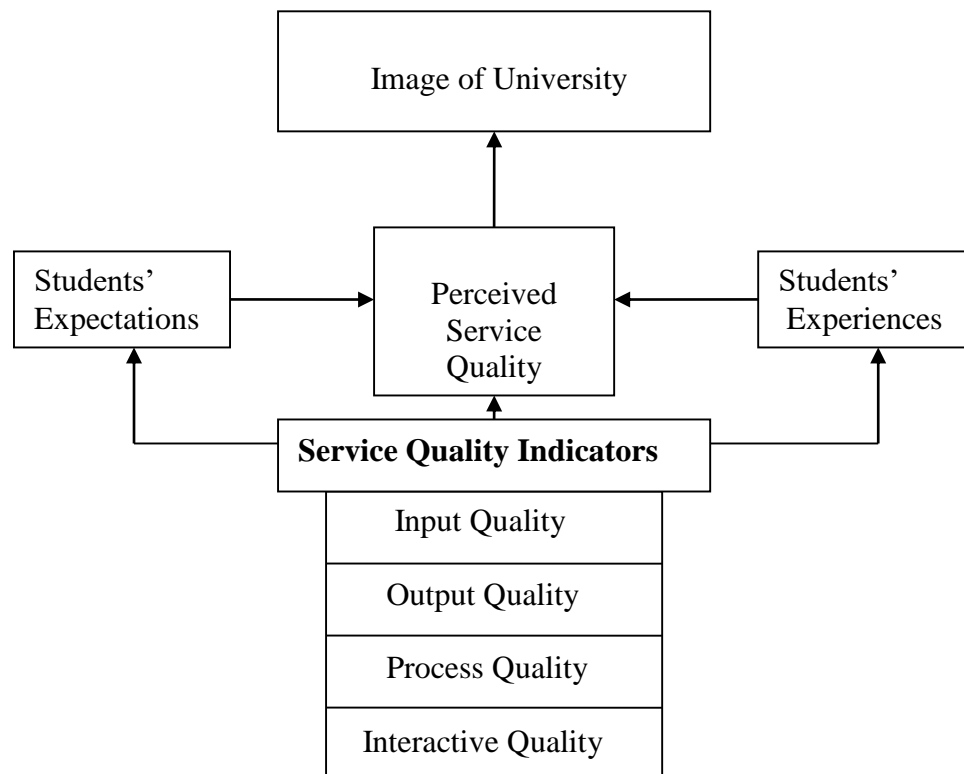 Image of University
Students’
Expectations
Perceived
Service
Quality
Students’
Experiences
Service Quality Indicators
Input Quality
Output Quality
Process Quality
Interactive Quality